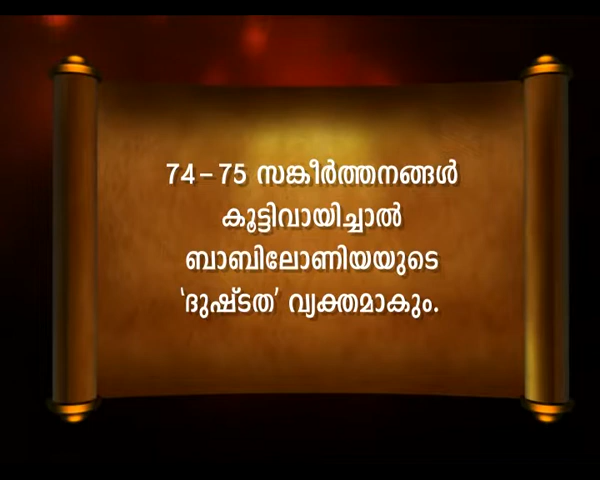 74–75 സങ്കീർത്തനങ്ങൾ
കൂട്ടിവായിച്ചാൽ
ബാബിലോണിയയുടെ
‘ദുഷ്ടത’ വ്യക്തമാകും.